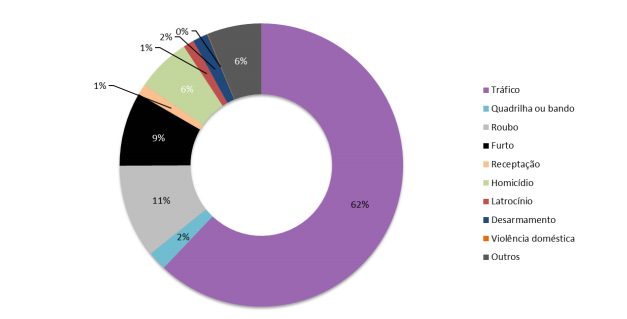 0%
2%
6%
1%
6%
1%
9%
11%
2%
62%
Tráfico
Quadrilha ou bando
Roubo
Furto
Receptação
Homicídio
Latrocínio
Desarmamento
Violência doméstica
Outros